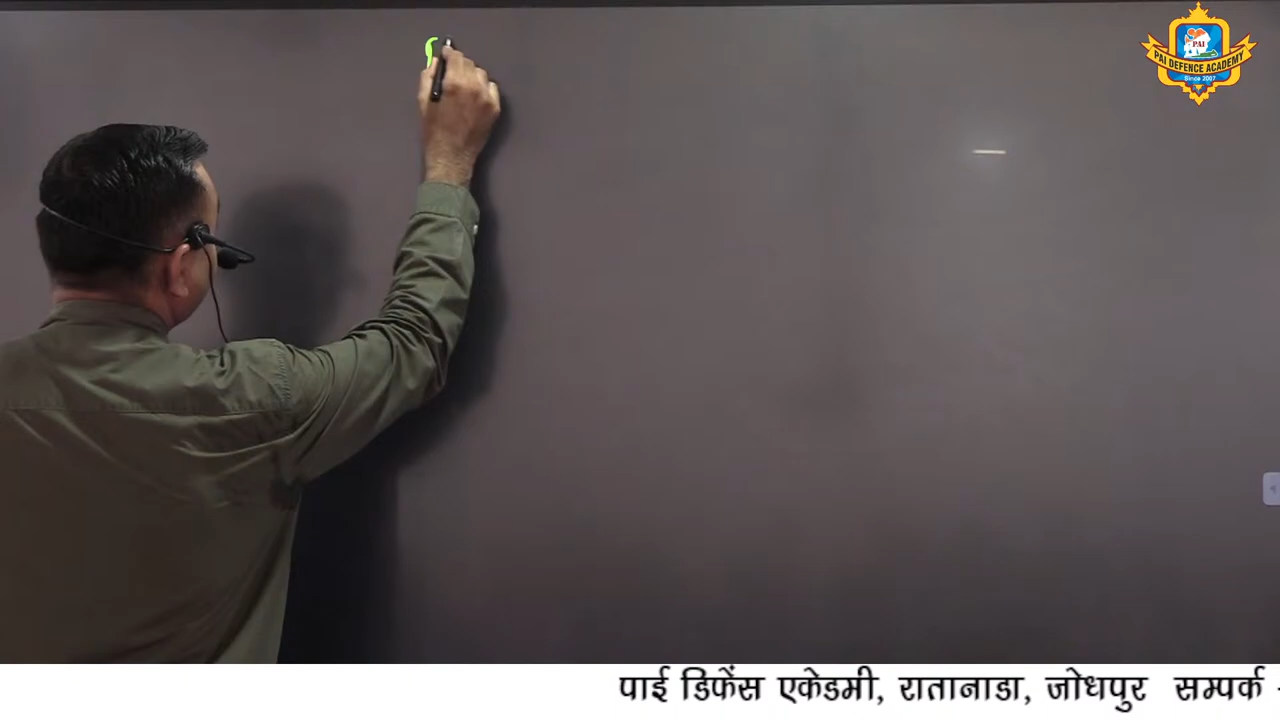 PAI
PAI DEFENCE ACADEMY
Since 2007
पाई डिफेंस एकेडमी, रातानाडा, जोधपुर सम्पर्क -